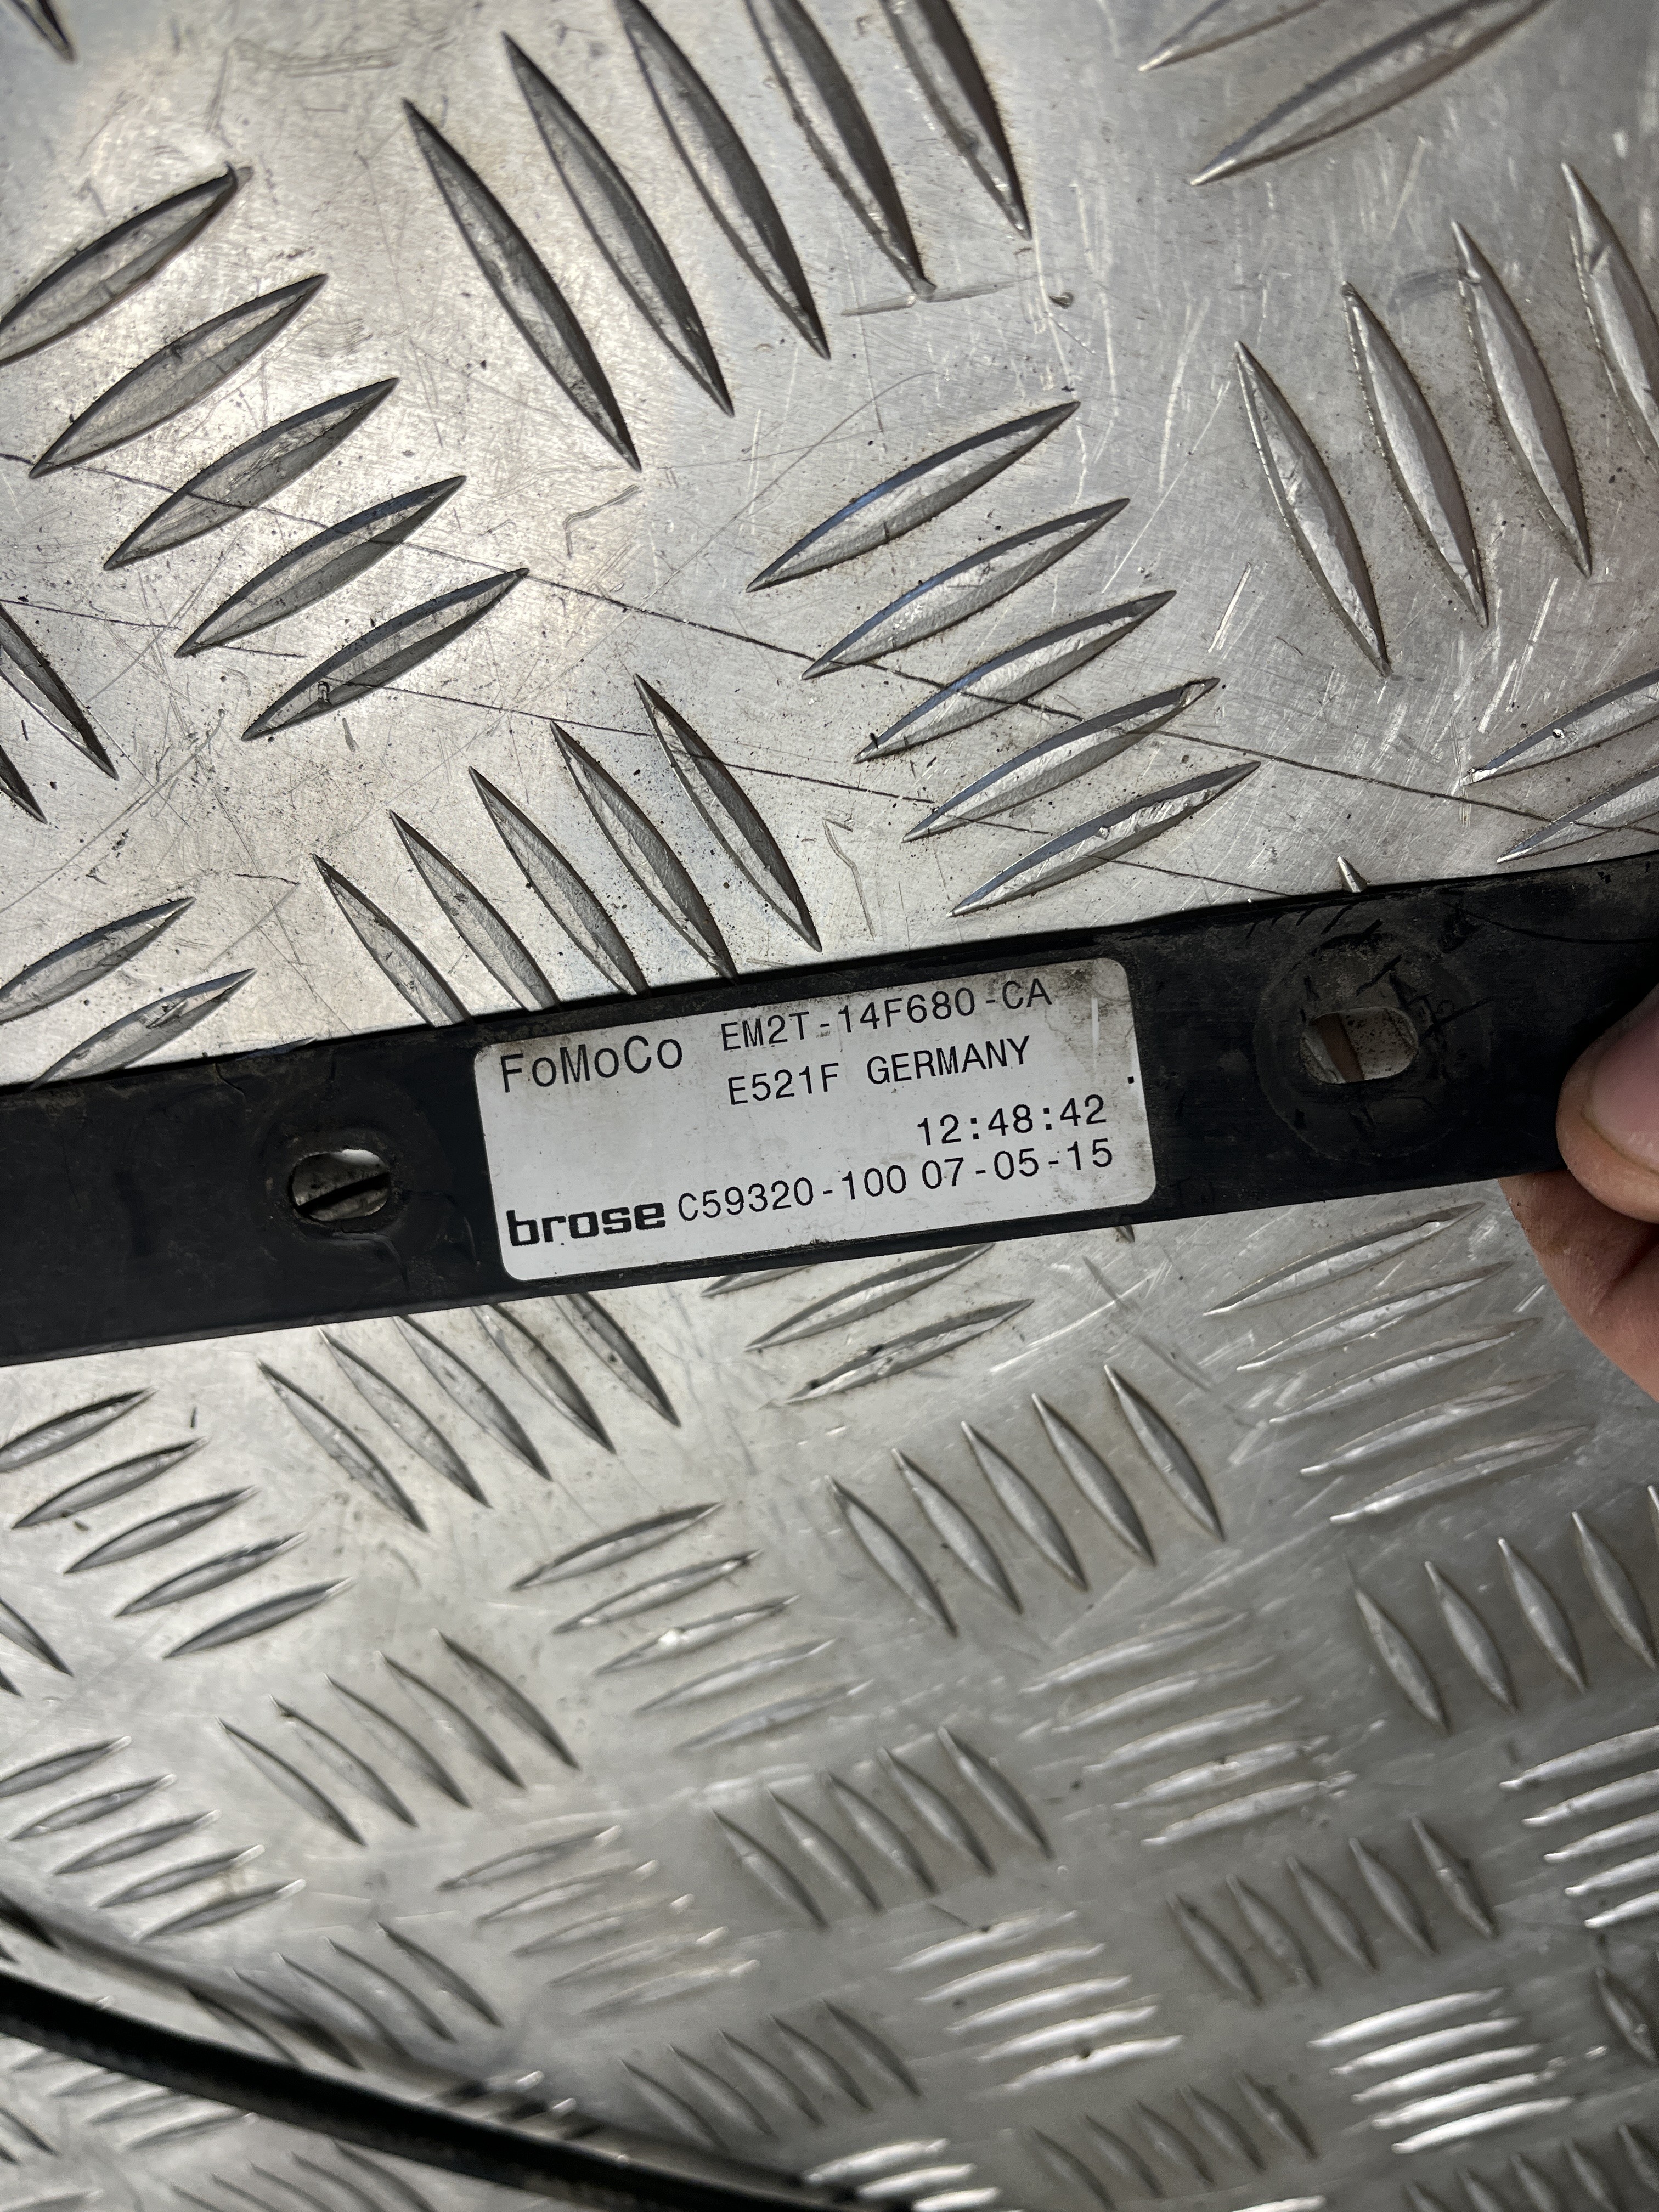 FoMoCo EM2T-14F680-CA
E521F GERMANY
12:48:42
brose C59320-100 07-05-15